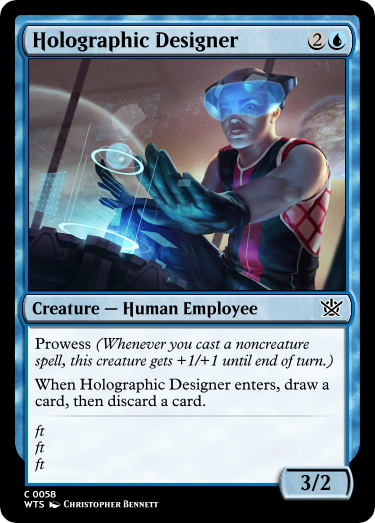 Holographic Designer 2
Creature — Human Employee
Prowess (Whenever you cast a noncreature
spell, this creature gets +1/+1 until end of turn.)
When Holographic Designer enters, draw a
card, then discard a card.
ft
ft
ft
3/2
C 0058
WTS Christopher Bennett